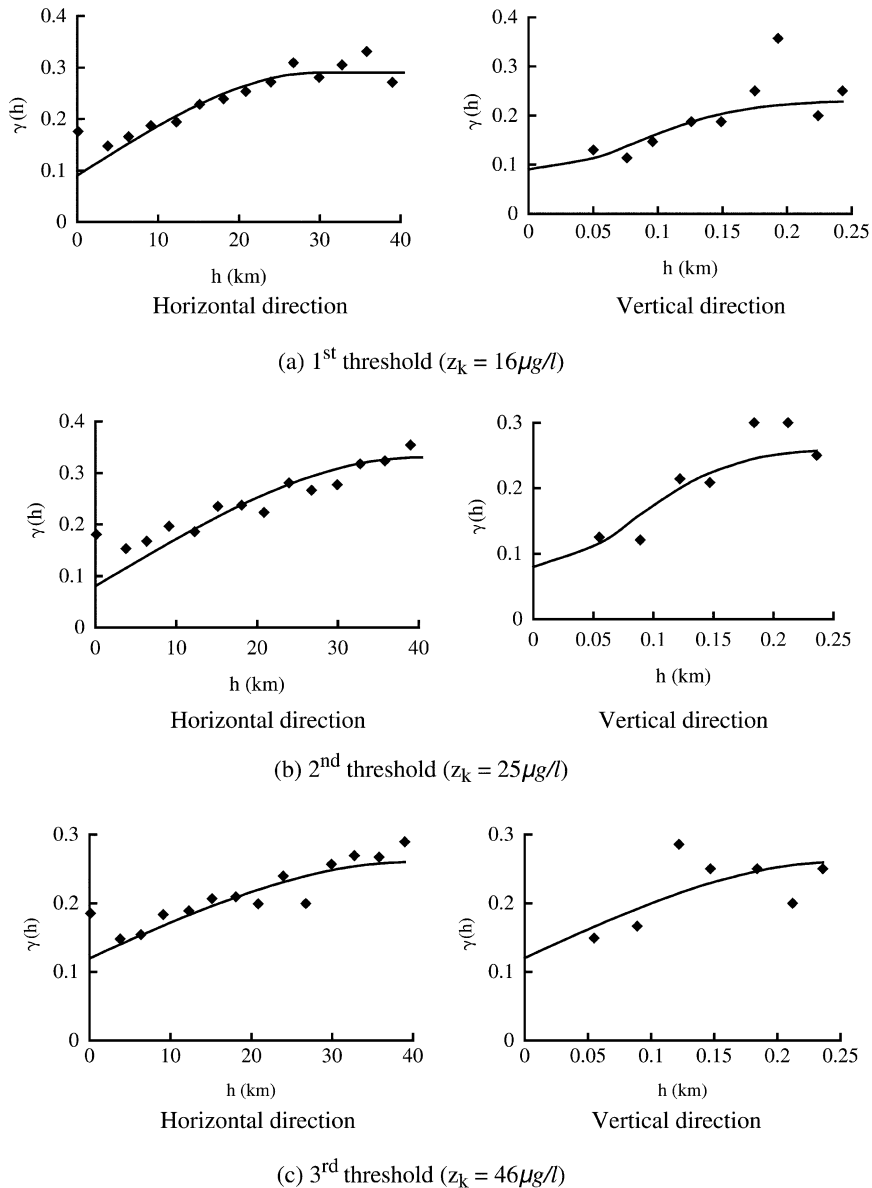 0.4
0.3
0.2
0.1
0
γ(h)
0 10 20 30 40
h (km)
Horizontal direction
0.4
0.3
0.2
0.1
0
γ(h)
0 0.05 0.1 0.15 0.2 0.25
h (km)
Vertical direction
(a) 1st threshold (zk = 16µg/l)
0.4
0.3
0.2
0.1
0
γ(h)
0 10 20 30 40
h (km)
Horizontal direction
0.3
0.2
0.1
0
γ(h)
0 0.05 0.1 0.15 0.2 0.25
h (km)
Vertical direction
(b) 2nd threshold (zk = 25µg/l)
0.3
0.2
0.1
0
γ(h)
0 10 20 30 40
h (km)
Horizontal direction
0.3
0.2
0.1
0
γ(h)
0 0.05 0.1 0.15 0.2 0.25
h (km)
Vertical direction
(c) 3rd threshold (zk = 46µg/l)